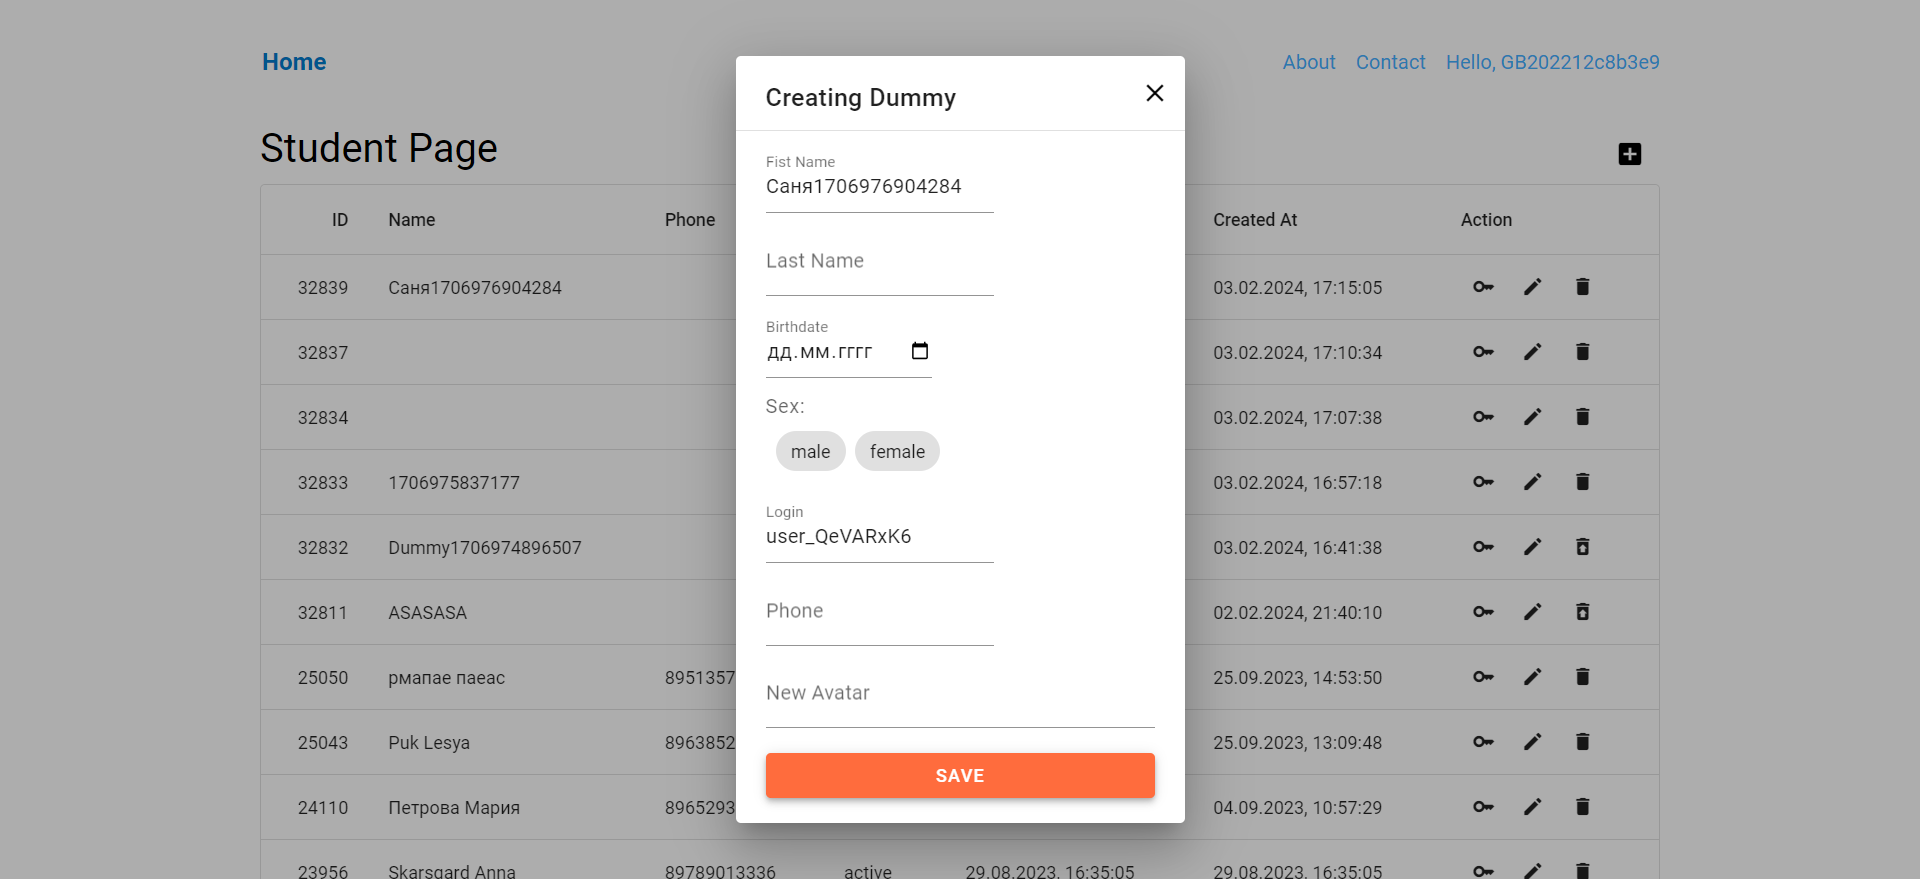 Home About Contact Hello, GB202212c8b3e9
Student Page
ID Name Phone Created At Action
32839 Саня1706976904284 03.02.2024, 17:15:05
32837 03.02.2024, 17:10:34
32834 03.02.2024, 17:07:38
32833 1706975837177 03.02.2024, 16:57:18
32832 Dummy1706974896507 03.02.2024, 16:41:38
32811 ASASASA 02.02.2024, 21:40:10
25050 рмапае паеас 8951357 25.09.2023, 14:53:50
25043 Puk Lesya 8963852 25.09.2023, 13:09:48
24110 Петрова Мария 8965293 04.09.2023, 10:57:29
23956 Skarsgard Anna 89789013336 active 29.08.2023, 16:35:05 29.08.2023, 16:35:05
Creating Dummy
Fist Name
Саня1706976904284
Last Name
Birthdate
дд.мм.гггг
Sex:
male female
Login
user_QeVARxK6
Phone
New Avatar
SAVE